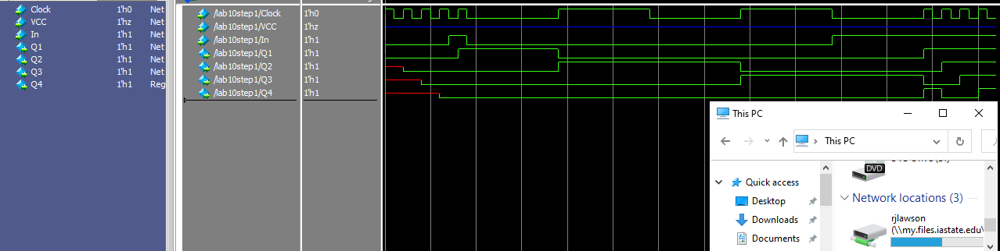 Clock 1'h0 Net
VCC 1'hz Net
In 1'h1 Net
Q1 1'h1 Net
Q2 1'h1 Net
Q3 1'h1 Net
Q4 1'h1 Reg
/lab10step1/Clock 1'h0
/lab10step1/VCC 1'hz
/lab10step1/In 1'h1
/lab10step1/Q1 1'h1
/lab10step1/Q2 1'h1
/lab10step1/Q3 1'h1
/lab10step1/Q4 1'h1
This PC
This PC
DVD
Quick access
Desktop
Downloads
Documents
Network locations (3)
rjlawson
(\\my.files.iastate.edu\